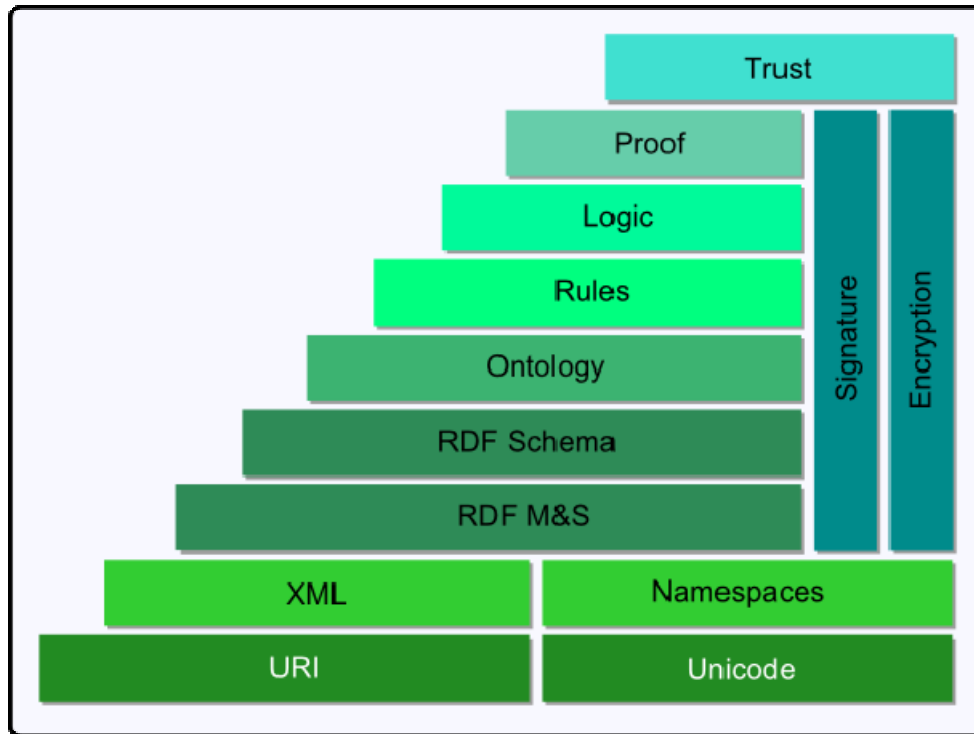 Trust
Proof
Logic
Rules
Ontology
RDF Schema
RDF M&S
Signature
Encryption
XML
Namespaces
URI
Unicode